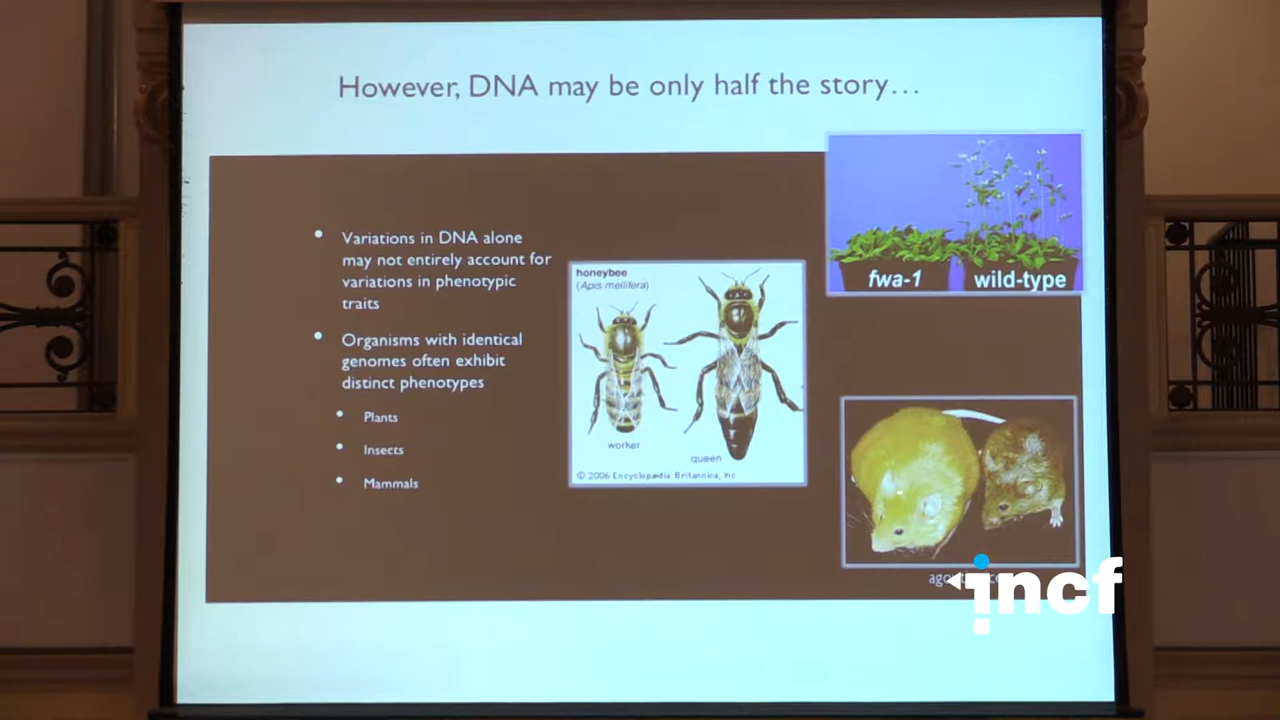 However, DNA may be only half the story...
Variations in DNA alone
may not entirely account for
variations in phenotypic
traits
Organisms with identical
genomes often exhibit
distinct phenotypes
Plants
Insects
Mammals
honeybee
(Apis mellifera)
worker
queen
© 2006 Encyclopædia Britannica, Inc
fwa-1
wild-type
incf